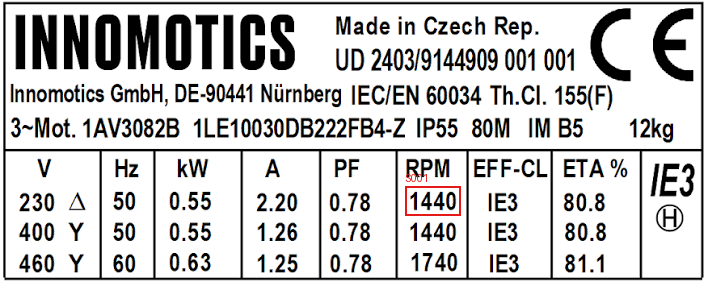 INNOMOTICS
Made in Czech Rep.
UD 2403/9144909 001 001
CE
Innomotics GmbH, DE-90441 Nürnberg IEC/EN 60034 Th.Cl. 155(F)
3~Mot. 1AV3082B 1LE10030DB222FB4-Z IP55 80M IM B5 12kg
V Hz kW A PF RPM EFF-CL ETA %
S001
230 Δ 50 0.55 2.20 0.78 1440 IE3 80.8
400 Y 50 0.55 1.26 0.78 1440 IE3 80.8
460 Y 60 0.63 1.25 0.78 1740 IE3 81.1
IE3
H